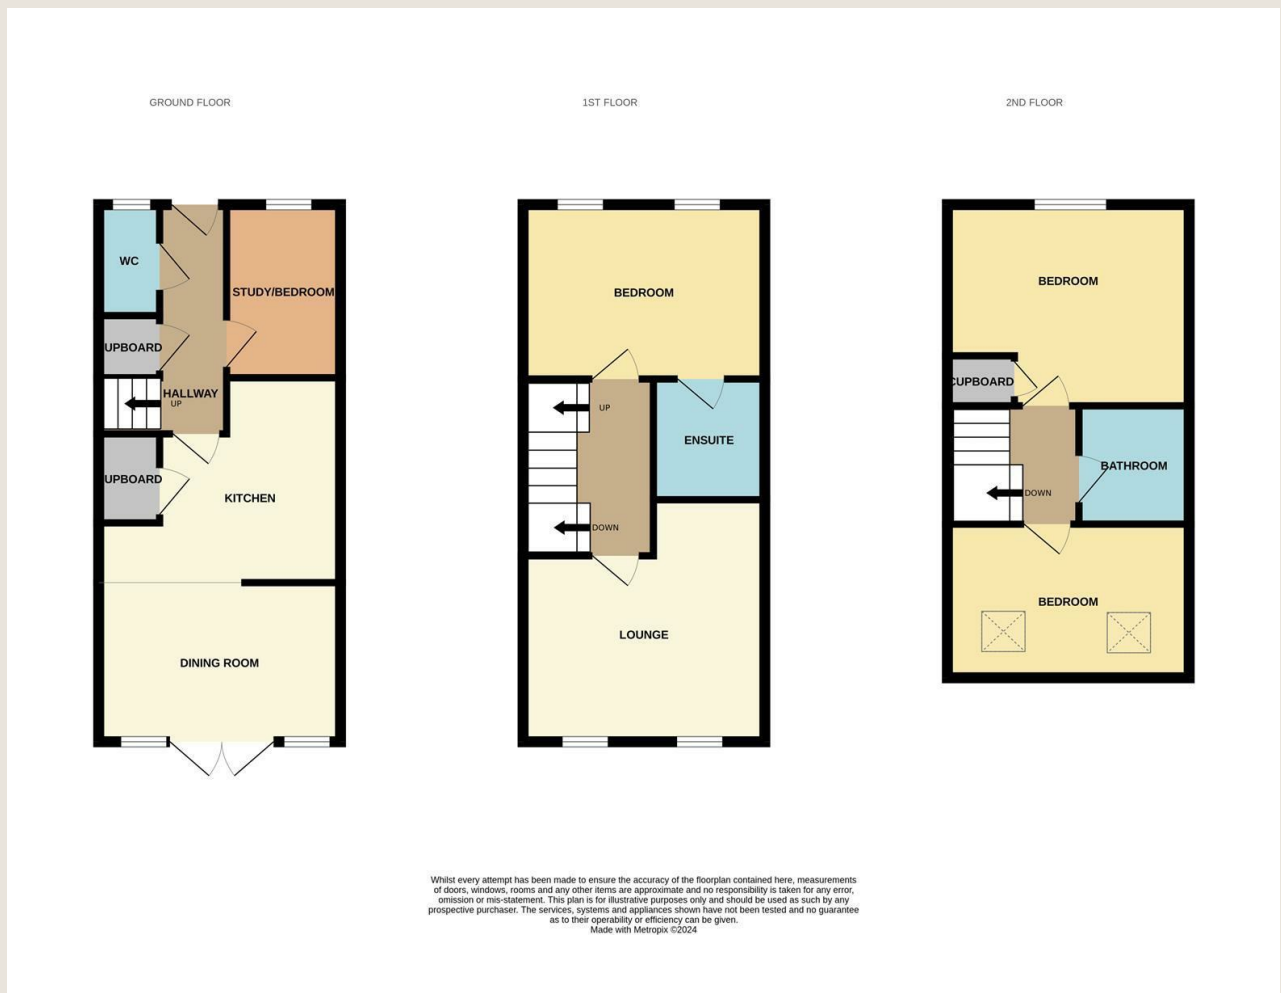 GROUND FLOOR
1ST FLOOR
2ND FLOOR
WC
STUDY/BEDROOM
UPBOARD
HALLWAY
UP
UPBOARD
KITCHEN
DINING ROOM
BEDROOM
UP
ENSUITE
DOWN
LOUNGE
BEDROOM
CUPBOARD
BATHROOM
DOWN
BEDROOM
Whilst every attempt has been made to ensure the accuracy of the floorplan contained here, measurements
of doors, windows, rooms and any other items are approximate and no responsibility is taken for any error,
omission or mis-statement. This plan is for illustrative purposes only and should be used as such by any
prospective purchaser. The services, systems and appliances shown have not been tested and no guarantee
as to their operability or efficiency can be given.
Made with Metropix ©2024